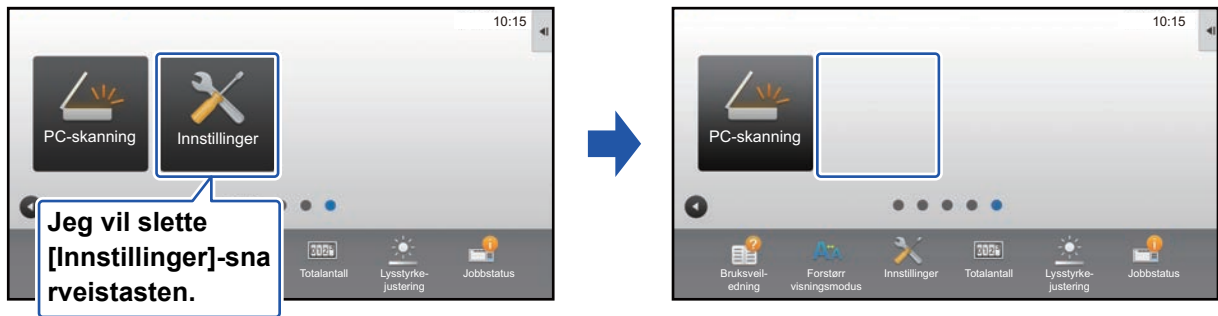 10:15
PC-skanning
Innstillinger
Jeg vil slette
[Innstillinger]-sna
rveistasten.
Totalantall
Lysstyrke-
justering
Jobbstatus
10:15
PC-skanning
Bruksveil-
edning
Forstørr
visningsmodus
Innstillinger
Totalantall
Lysstyrke-
justering
Jobbstatus